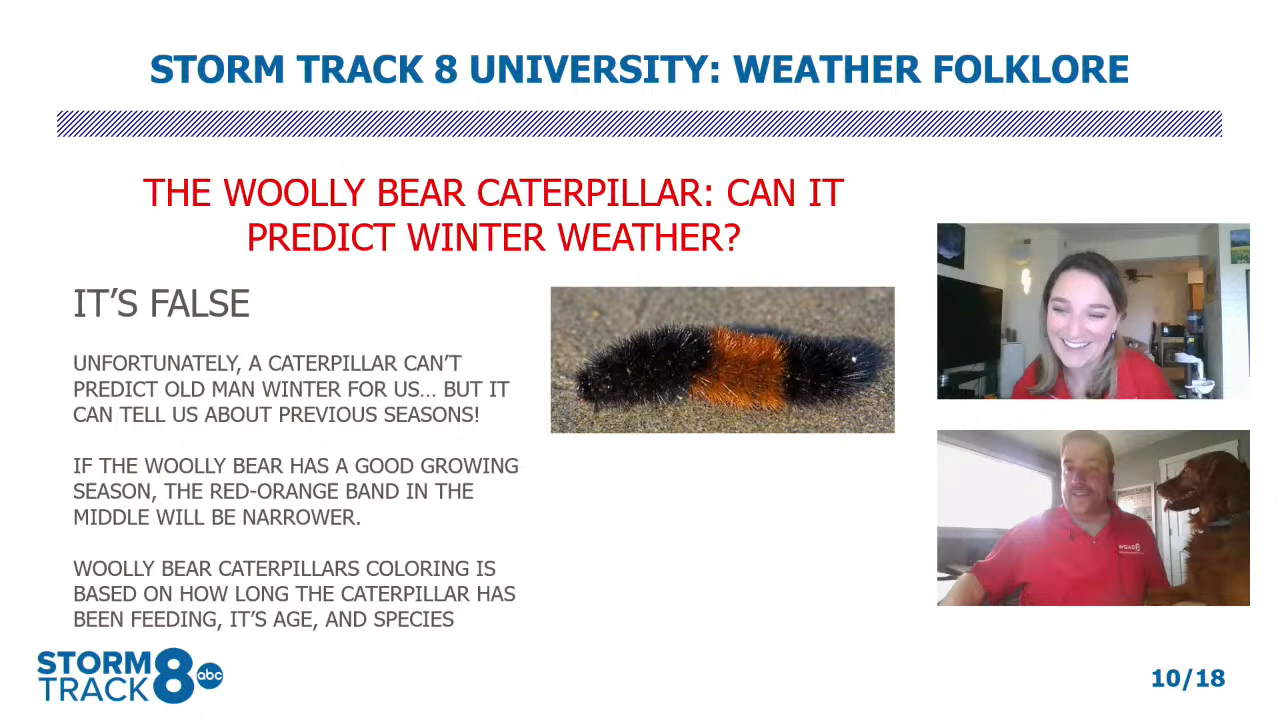 STORM TRACK 8 UNIVERSITY: WEATHER FOLKLORE
THE WOOLLY BEAR CATERPILLAR: CAN IT
PREDICT WINTER WEATHER?
IT'S FALSE
UNFORTUNATELY, A CATERPILLAR CAN'T
PREDICT OLD MAN WINTER FOR US... BUT IT
CAN TELL US ABOUT PREVIOUS SEASONS!
IF THE WOOLLY BEAR HAS A GOOD GROWING
SEASON, THE RED-ORANGE BAND IN THE
MIDDLE WILL BE NARROWER.
WOOLLY BEAR CATERPILLARS COLORING IS
BASED ON HOW LONG THE CATERPILLAR HAS
BEEN FEEDING, IT'S AGE, AND SPECIES
WQAD8
STORM
TRACK 8 abc
10/18